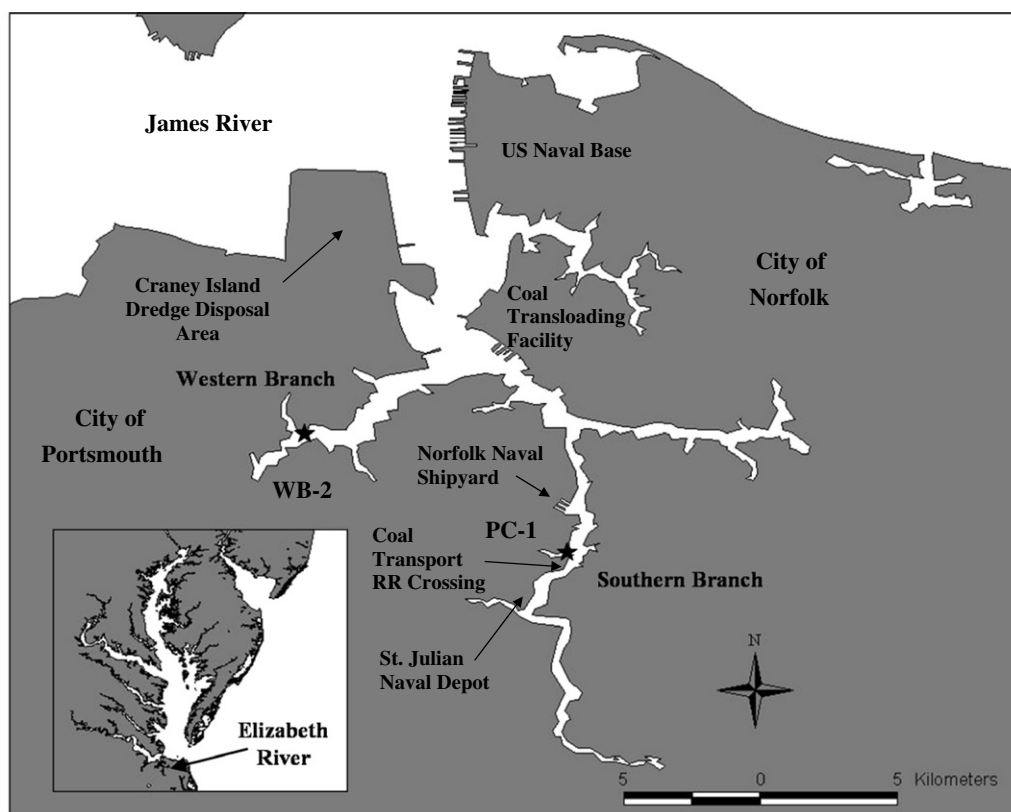 James River
US Naval Base
City of
Norfolk
Craney Island
Dredge Disposal
Area
Coal
Transloading
Facility
Western Branch
City of
Portsmouth
WB-2
Norfolk Naval
Shipyard
PC-1
Coal
Transport
RR Crossing
Southern Branch
St. Julian
Naval Depot
N
Elizabeth
River
5 0 5 Kilometers